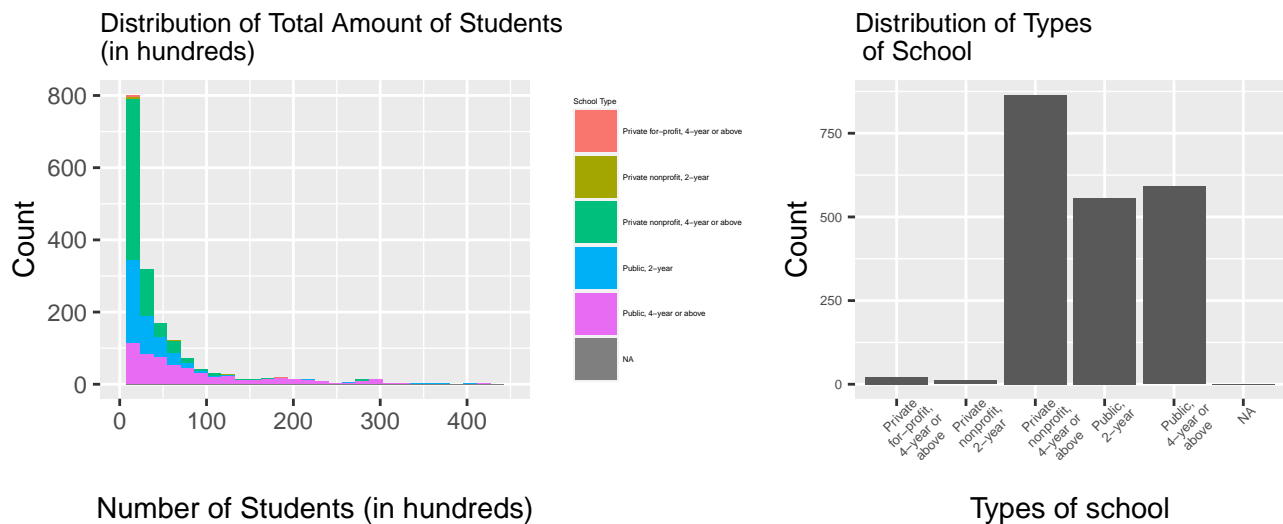 Distribution of Total Amount of Students
(in hundreds)
800
600
400
200
0
Count
0 100 200 300 400
Number of Students (in hundreds)
School Type
Private for−profit, 4−year or above
Private nonprofit, 2−year
Private nonprofit, 4−year or above
Public, 2−year
Public, 4−year or above
NA
Distribution of Types
of School
750
500
250
0
Count
Private
for−profit,
4−year or
above
Private
nonprofit,
2−year
Private
nonprofit,
4−year or
above
Public,
2−year
Public,
4−year or
above
NA
Types of school